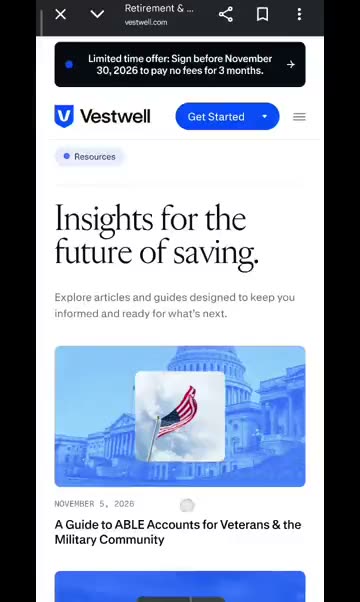 Retirement & ..
vestwell.com
Limited time offer: Sign before November
30, 2026 to pay no fees for 3 months.
Vestwell
Get Started
Resources
Insights for the
future of saving.
Explore articles and guides designed to keep you
informed and ready for what's next.
NOVEMBER 5, 2026
A Guide to ABLE Accounts for Veterans & the
Military Community